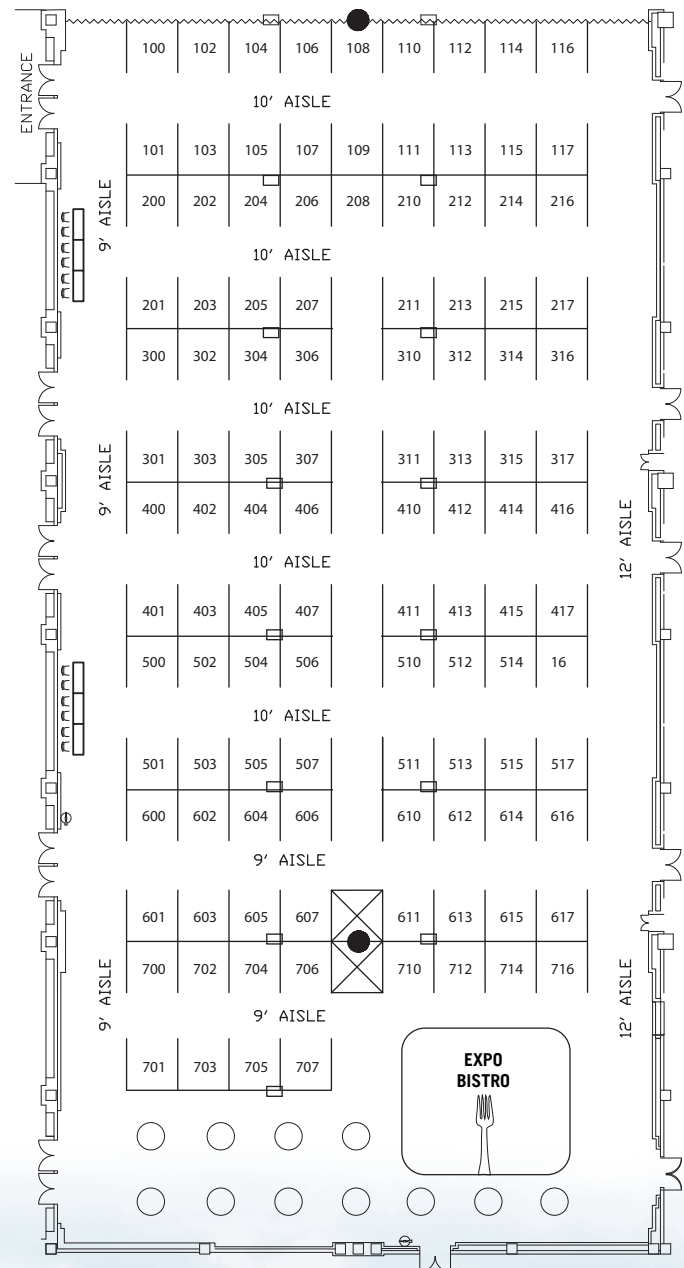 ENTRANCE
100 102 104 106 108 110 112 114 116
10' AISLE
101 103 105 107 109 111 113 115 117
9' AISLE
200 202 204 206 208 210 212 214 216
10' AISLE
201 203 205 207 211 213 215 217
300 302 304 306 310 312 314 316
10' AISLE
301 303 305 307 311 313 315 317
9' AISLE
400 402 404 406 410 412 414 416
12' AISLE
10' AISLE
401 403 405 407 411 413 415 417
500 502 504 506 510 512 514 16
10' AISLE
501 503 505 507 511 513 515 517
600 602 604 606 610 612 614 616
9' AISLE
601 603 605 607 611 613 615 617
700 702 704 706 710 712 714 716
9' AISLE
12' AISLE
9' AISLE
701 703 705 707
EXPO
BISTRO